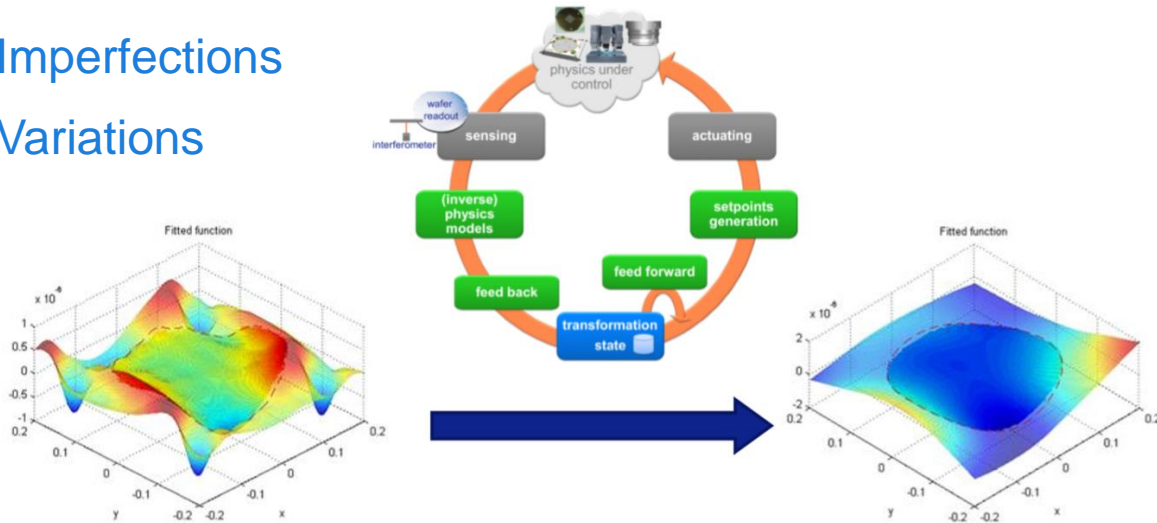 Imperfections
Variations
physics under
control
wafer
readout
interferometer
sensing
actuating
(inverse)
physics
models
setpoints
generation
feed back
feed forward
transformation
state
Fitted function
1
0.5
0
-0.5
-1
0.2
0.1
0
-0.1
-0.2
y
-0.2
-0.1
0
0.1
0.2
x
Fitted function
2
0
-2
0.2
0.1
0
-0.1
-0.2
y
-0.2
-0.1
0
0.1
0.2
x